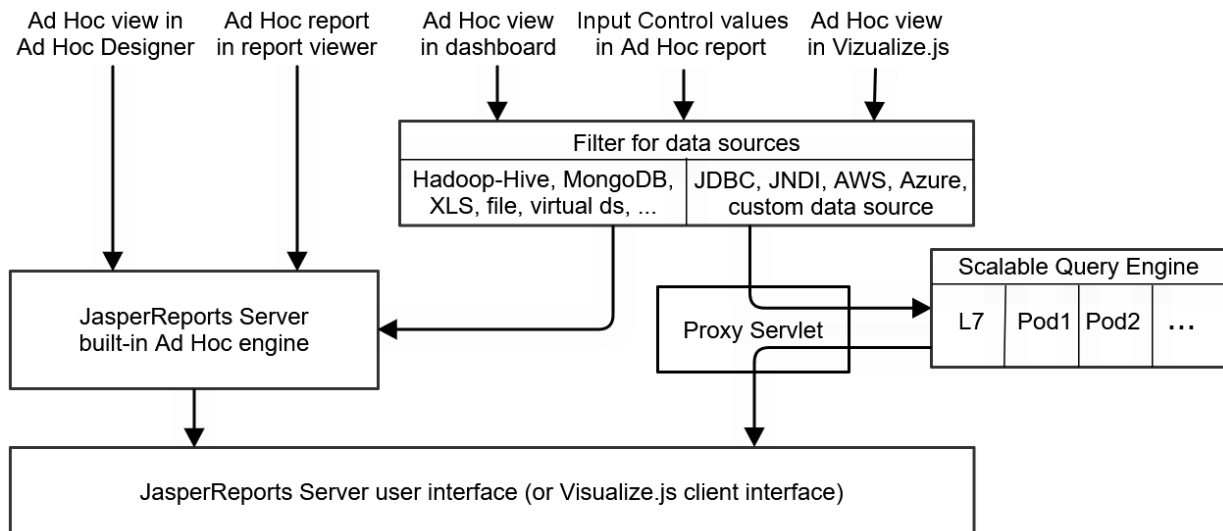 Ad Hoc view in
Ad Hoc Designer
Ad Hoc report
in report viewer
Ad Hoc view
in dashboard
Input Control values
in Ad Hoc report
Ad Hoc view
in Vizualize.js
Filter for data sources
Hadoop-Hive, MongoDB,
XLS, file, virtual ds, ...
JDBC, JNDI, AWS, Azure,
custom data source
Scalable Query Engine
L7
Pod1
Pod2
...
JasperReports Server
built-in Ad Hoc engine
Proxy Servlet
JasperReports Server user interface (or Visualize.js client interface)